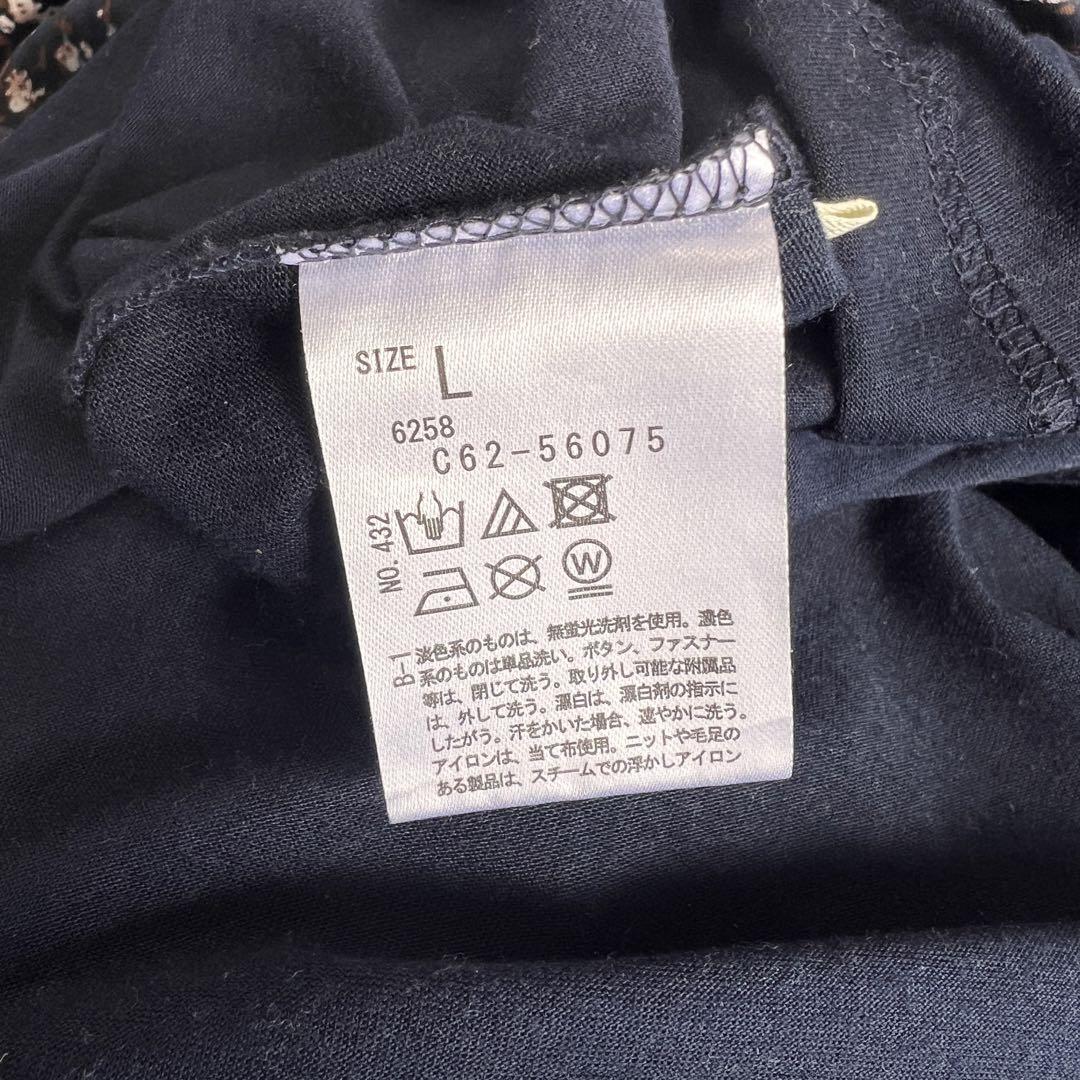 SIZE L
6258
C62-56075
NO.432
W
B-1
淡色系のものは、無蛍光洗剤を使用。濃色
系のものは単品洗い。ボタン、ファスナー
等は、閉じて洗う。取り外し可能な附属品
は、外して洗う。漂白は、漂白剤の指示に
したがう。汗をかいた場合、速やかに洗う。
アイロンは、当て布使用。ニットや毛足の
ある製品は、スチームでの浮かしアイロン